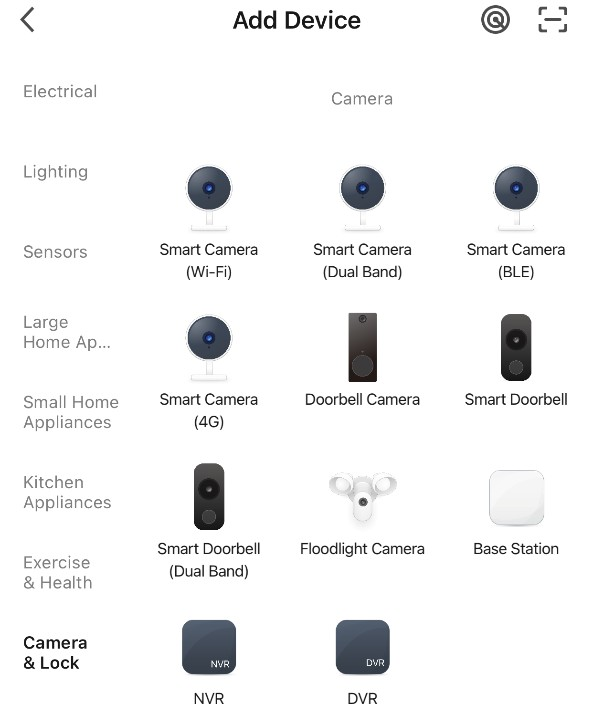 Add Device
Electrical
Lighting
Sensors
Large
Home Ap...
Small Home
Appliances
Kitchen
Appliances
Exercise
& Health
Camera
& Lock
Camera
Smart Camera
(Wi-Fi)
Smart Camera
(Dual Band)
Smart Camera
(BLE)
Smart Camera
(4G)
Doorbell Camera
Smart Doorbell
Smart Doorbell
(Dual Band)
Floodlight Camera
Base Station
NVR
NVR
DVR
DVR